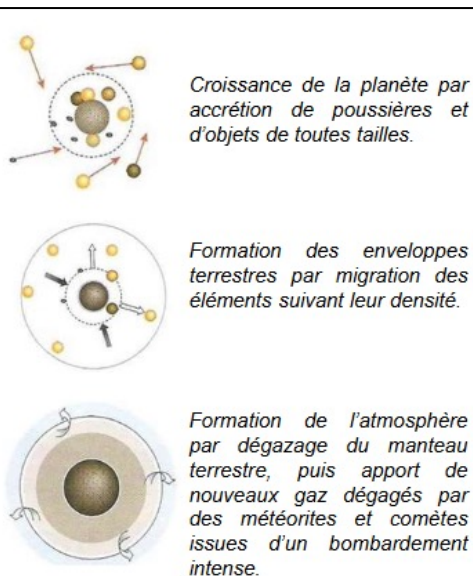 Croissance de la planète par
accrétion de poussières et
d'objets de toutes tailles.
Formation des enveloppes
terrestres par migration des
éléments suivant leur densité.
Formation de l'atmosphère
par dégazage du manteau
terrestre, puis apport de
nouveaux gaz dégagés par
des météorites et comètes
issues d'un bombardement
intense.